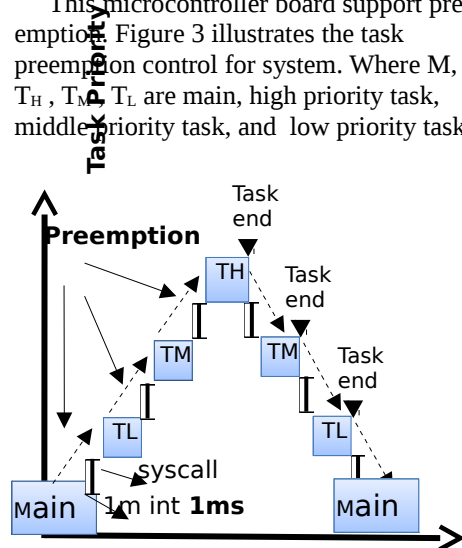 This microcontroller board support pre
emption. Figure 3 illustrates the task
preemption control for system. Where M,
TH , TM, TL are main, high priority task,
middle priority task, and low priority task
Task Priority
Task
end
Preemption
TH
Task
end
TM
TM
Task
end
TL
TL
syscall
Main
1m int 1ms
Main